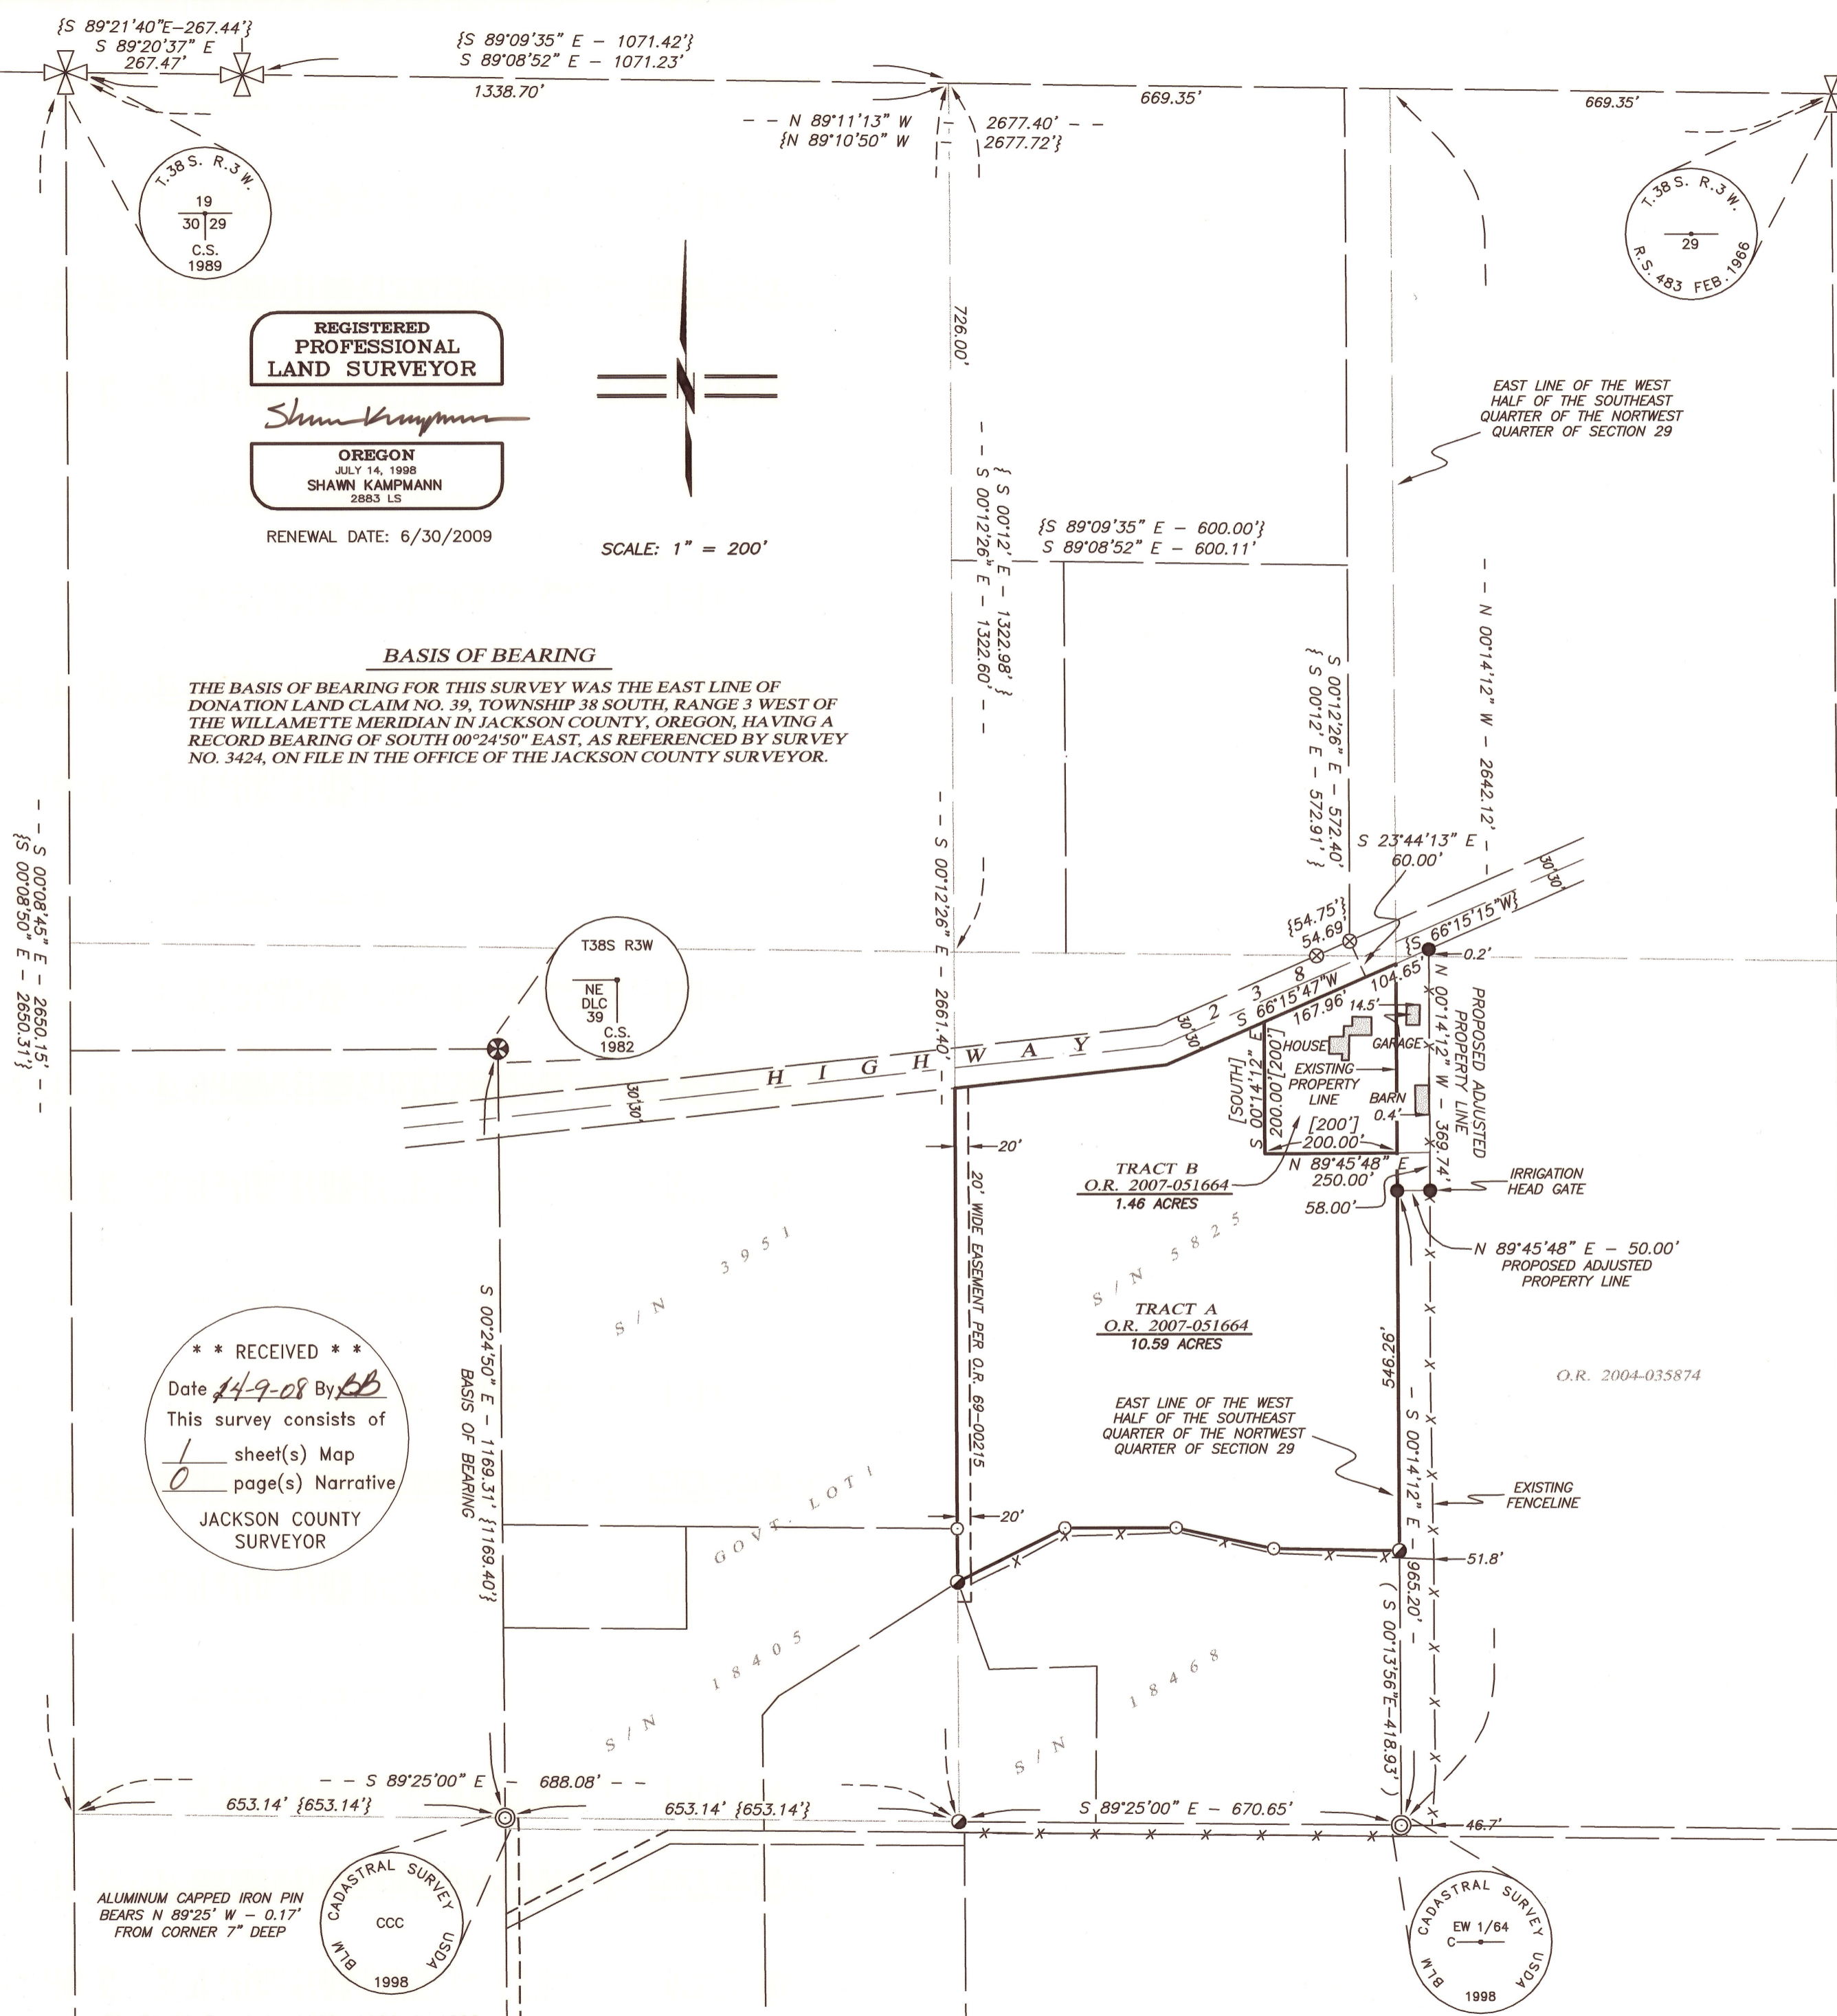 {S 89°21'40"E-267.44'}
S 89°20'37" E
267.47'
{S 89°09'35" E - 1071.42'}
S 89°08'52" E - 1071.23'
1338.70'
- - N 89°11'13" W - 2677.40' - -
{N 89°10'50" W - 2677.72'}
669.35'
669.35'
T.38S. R.3W.
19
30 29
C.S.
1989
T.38S. R.3W.
29
R.S. 483 FEB. 1966
REGISTERED
PROFESSIONAL
LAND SURVEYOR
Shawn Kampmann
OREGON
JULY 14, 1998
SHAWN KAMPMANN
2883 LS
RENEWAL DATE: 6/30/2009
N
SCALE: 1" = 200'
726.00'
EAST LINE OF THE WEST
HALF OF THE SOUTHEAST
QUARTER OF THE NORTHWEST
QUARTER OF SECTION 29
{ S 00°12' E - 1322.98' }
- - S 00°12'26" E - 1322.60' - -
{S 89°09'35" E - 600.00'}
S 89°08'52" E - 600.11'
- - N 00°14'12" W - 2642.12' - -
S 00°12'26" E - 572.40'
{ S 00°12' E - 572.91' }
BASIS OF BEARING
THE BASIS OF BEARING FOR THIS SURVEY WAS THE EAST LINE OF
DONATION LAND CLAIM NO. 39, TOWNSHIP 38 SOUTH, RANGE 3 WEST OF
THE WILLAMETTE MERIDIAN IN JACKSON COUNTY, OREGON, HAVING A
RECORD BEARING OF SOUTH 00°24'50" EAST, AS REFERENCED BY SURVEY
NO. 3424, ON FILE IN THE OFFICE OF THE JACKSON COUNTY SURVEYOR.
- - S 00°08'45" E - 2650.15' - -
{S 00°08'50" E - 2650.31'}
- - S 00°12'26" E - 2661.40' - -
S 23°44'13" E
60.00'
30' 30'
{54.75'}
54.69'
{S 66°15'15"W}
0.2'
T38S R3W
NE
DLC
39
C.S.
1982
HIGHWAY 238
30' 30'
30' 30'
S 66°15'47"W
167.96'
104.65'
14.5'
HOUSE
GARAGE
EXISTING
PROPERTY
LINE
BARN
0.4'
S 00°14'12" E
200.00' [200']
[SOUTH]
[200']
200.00'
N 89°45'48" E
250.00'
58.00'
N 00°14'12" W - 369.74'
PROPOSED ADJUSTED
PROPERTY LINE
IRRIGATION
HEAD GATE
N 89°45'48" E - 50.00'
PROPOSED ADJUSTED
PROPERTY LINE
20'
TRACT B
O.R. 2007-051664
1.46 ACRES
20' WIDE EASEMENT PER O.R. 69-00215
S/N 3951
S/N 5825
TRACT A
O.R. 2007-051664
10.59 ACRES
546.26'
O.R. 2004-035874
EAST LINE OF THE WEST
HALF OF THE SOUTHEAST
QUARTER OF THE NORTHWEST
QUARTER OF SECTION 29
- - S 00°14'12" E - 965.20' -
( S 00°13'56"E-418.93' )
EXISTING
FENCELINE
51.8'
* * RECEIVED * *
Date 14-9-08 By BB
This survey consists of
1 sheet(s) Map
0 page(s) Narrative
JACKSON COUNTY
SURVEYOR
S 00°24'50" E - 1169.31' {1169.40'}
BASIS OF BEARING
20'
GOVT. LOT 1
S/N 18405
S/N 18468
- - S 89°25'00" E - 688.08' - -
653.14' {653.14'}
653.14' {653.14'}
S 89°25'00" E - 670.65'
46.7'
ALUMINUM CAPPED IRON PIN
BEARS N 89°25' W - 0.17'
FROM CORNER 7" DEEP
BLM CADASTRAL SURVEY USDA
CCC
1998
BLM CADASTRAL SURVEY USDA
EW 1/64
C
1998